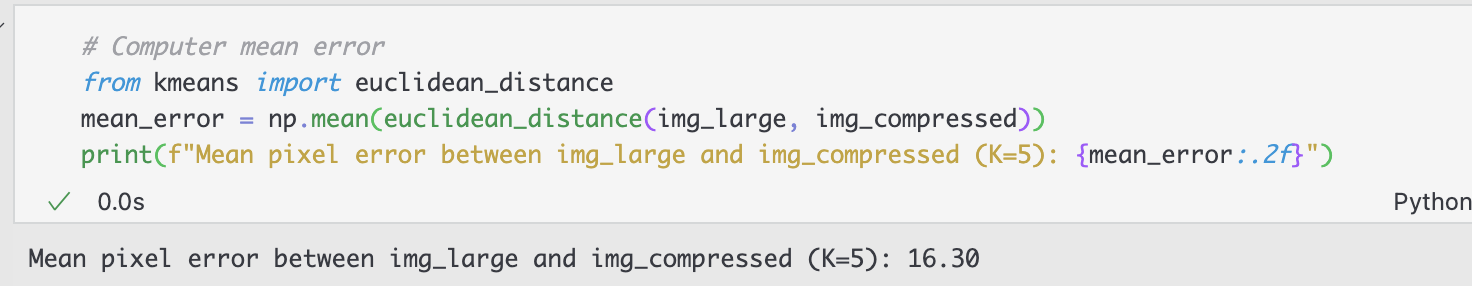 # Computer mean error
from kmeans import euclidean_distance
mean_error = np.mean(euclidean_distance(img_large, img_compressed))
print(f"Mean pixel error between img_large and img_compressed (K=5): {mean_error:.2f}")
✓ 0.0s
Python
Mean pixel error between img_large and img_compressed (K=5): 16.30